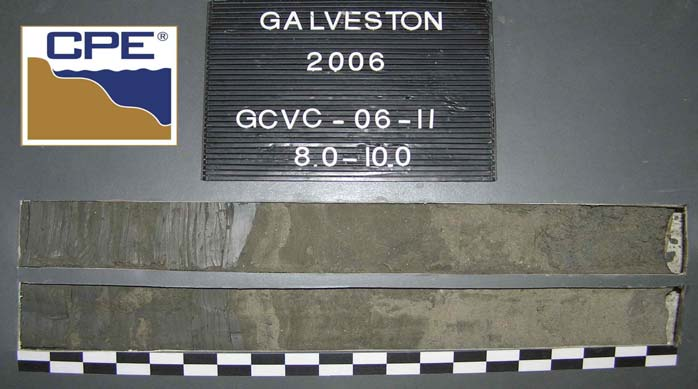 CPE®
GALVESTON
2006
GCVC-06-11
8.0-10.0